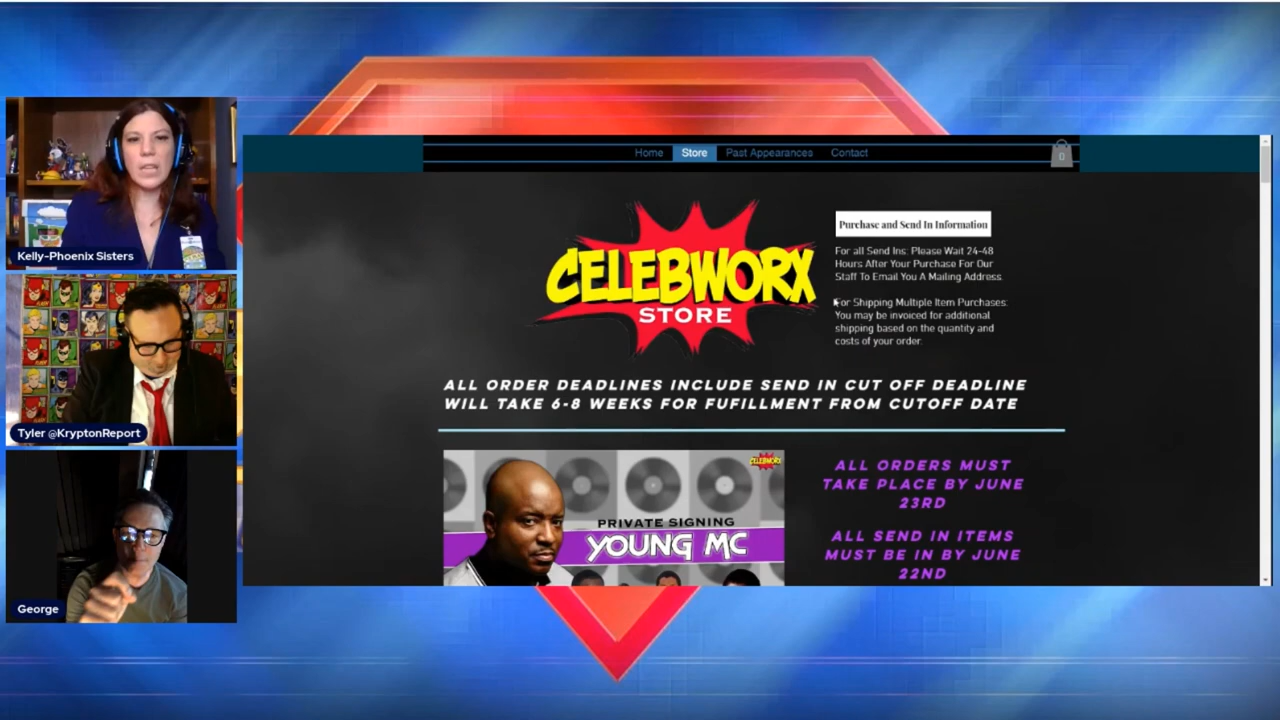 Kelly-Phoenix Sisters
Tyler @KryptonReport
George
Home Store Past Appearances Contact
0
CELEBWORX
STORE
Purchase and Send In Information
For all Send Ins: Please Wait 24-48
Hours After Your Purchase For Our
Staff To Email You A Mailing Address.
For Shipping Multiple Item Purchases:
You may be invoiced for additional
shipping based on the quantity and
costs of your order.
ALL ORDER DEADLINES INCLUDE SEND IN CUT OFF DEADLINE
WILL TAKE 6-8 WEEKS FOR FUFILLMENT FROM CUTOFF DATE
CELEBWORX
PRIVATE SIGNING
YOUNG MC
ALL ORDERS MUST
TAKE PLACE BY JUNE
23RD
ALL SEND IN ITEMS
MUST BE IN BY JUNE
22ND